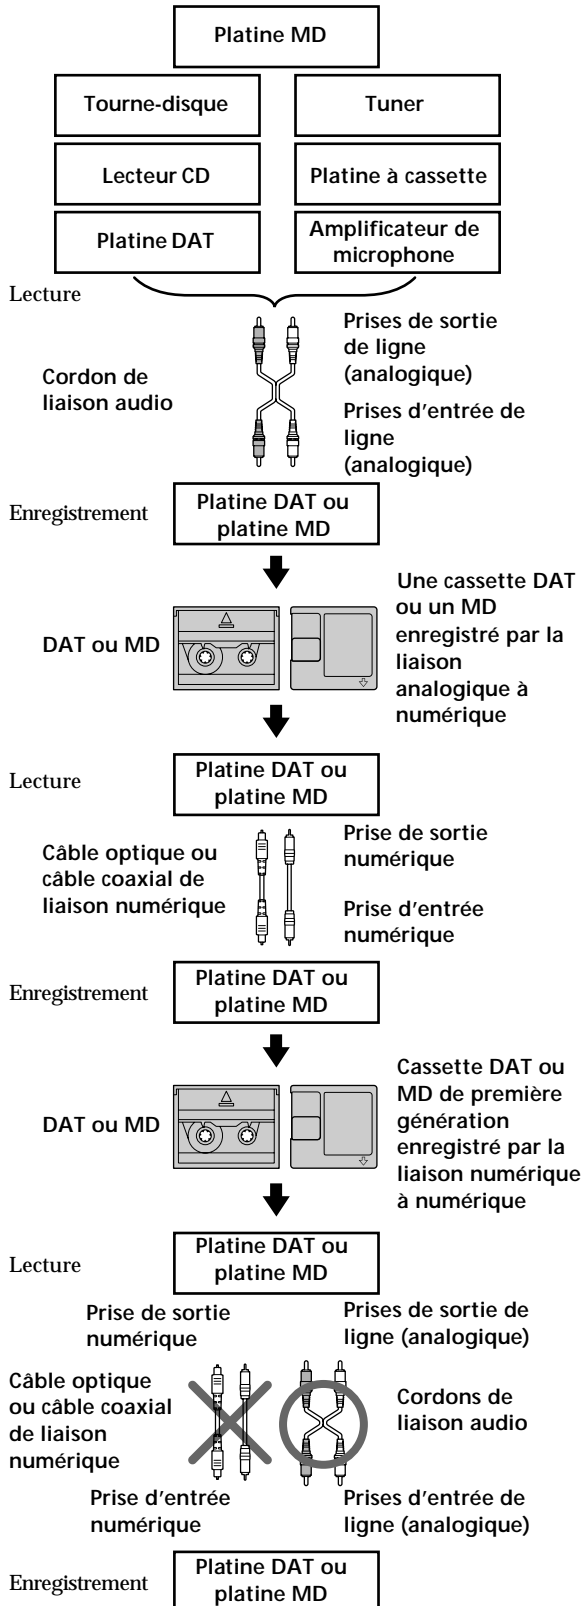 Platine MD
Tourne-disque
Tuner
Lecteur CD
Platine à cassette
Platine DAT
Amplificateur de
microphone
Lecture
Cordon de
liaison audio
Prises de sortie
de ligne
(analogique)
Prises d'entrée de
ligne
(analogique)
Enregistrement
Platine DAT ou
platine MD
DAT ou MD
Une cassette DAT
ou un MD
enregistré par la
liaison
analogique à
numérique
Lecture
Platine DAT ou
platine MD
Câble optique ou
câble coaxial de
liaison numérique
Prise de sortie
numérique
Prise d'entrée
numérique
Enregistrement
Platine DAT ou
platine MD
DAT ou MD
Cassette DAT ou
MD de première
génération
enregistré par la
liaison numérique
à numérique
Lecture
Platine DAT ou
platine MD
Prise de sortie
numérique
Prises de sortie de
ligne (analogique)
Câble optique
ou câble coaxial
de liaison
numérique
Cordons de
liaison audio
Prise d'entrée
numérique
Prises d'entrée de
ligne (analogique)
Enregistrement
Platine DAT ou
platine MD